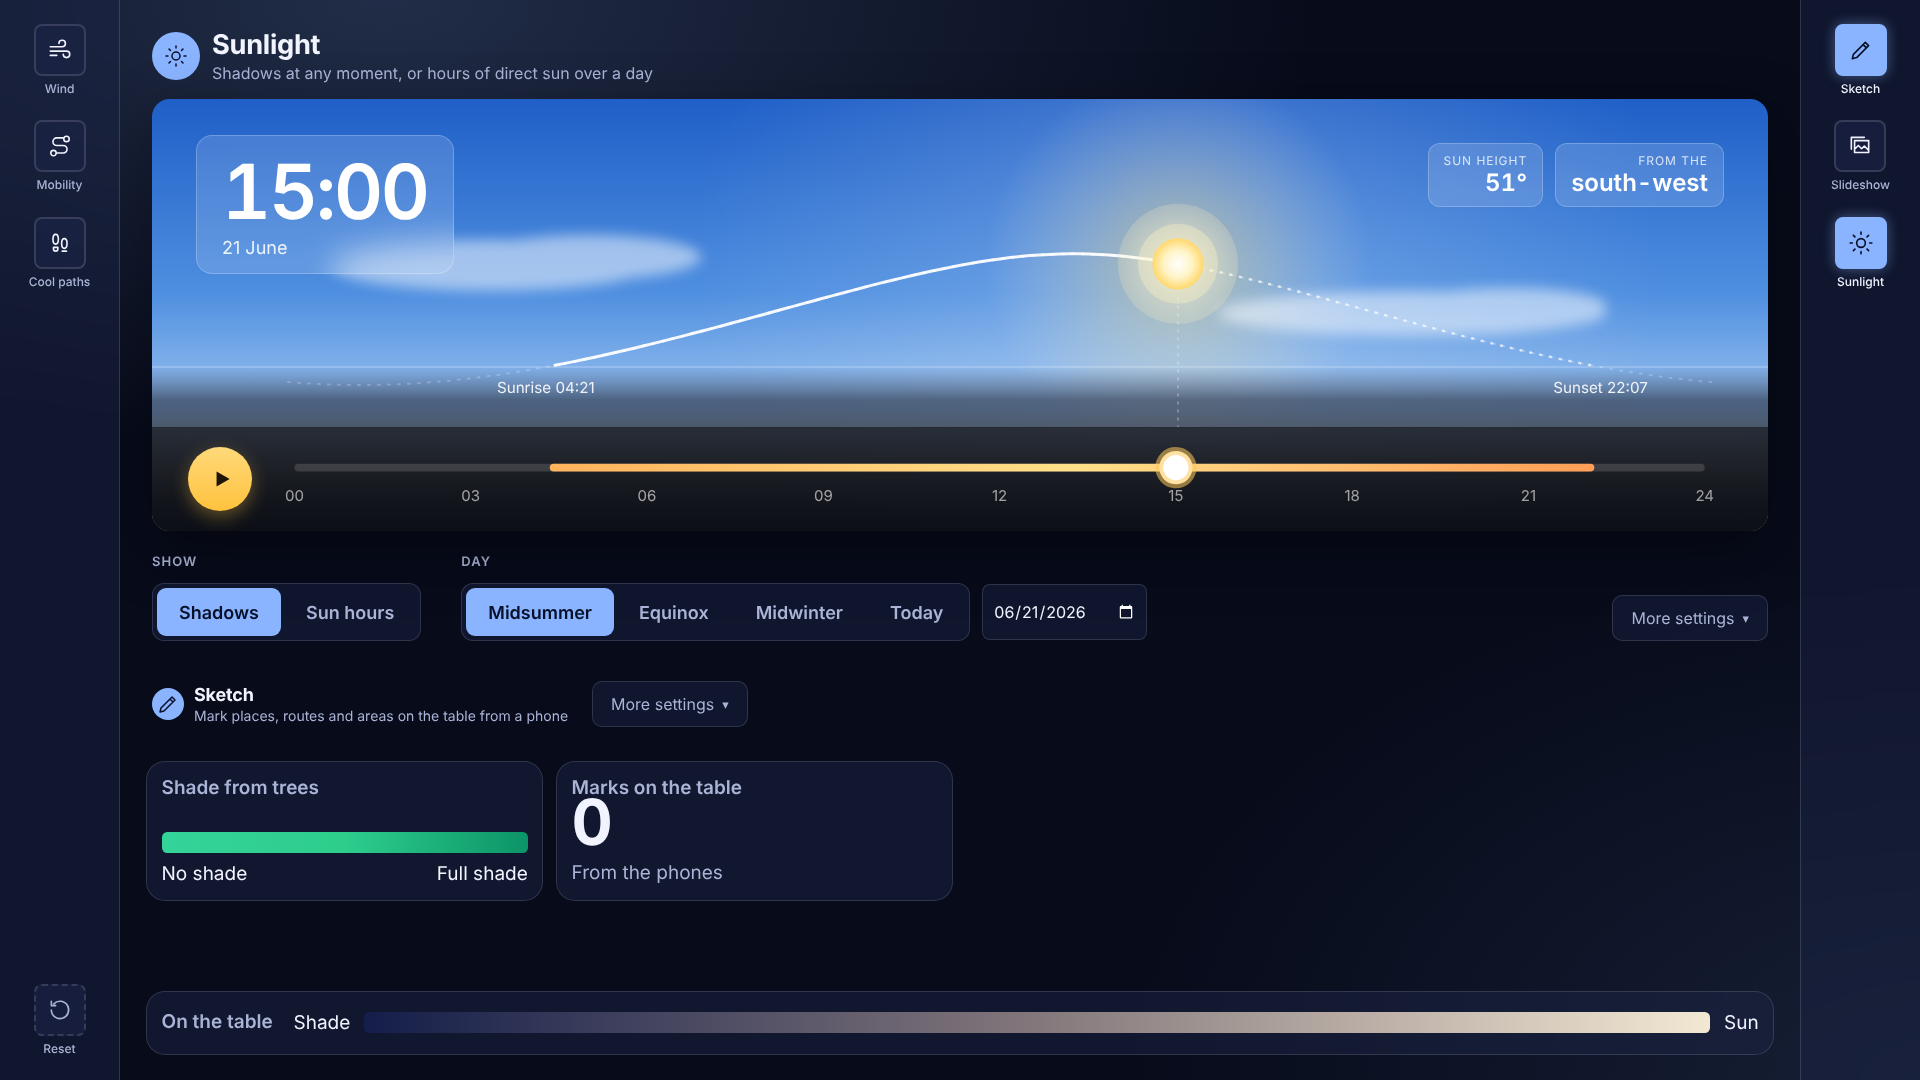 Wind
Mobility
Cool paths
Reset
Sunlight
Shadows at any moment, or hours of direct sun over a day
15:00
21 June
SUN HEIGHT
51°
FROM THE
south-west
Sunrise 04:21
Sunset 22:07
00 03 06 09 12 15 18 21 24
SHOW
Shadows Sun hours
DAY
Midsummer Equinox Midwinter Today
06/21/2026
More settings ▾
Sketch
Mark places, routes and areas on the table from a phone
More settings ▾
Shade from trees
No shade Full shade
Marks on the table
0
From the phones
On the table Shade Sun
Sketch
Slideshow
Sunlight